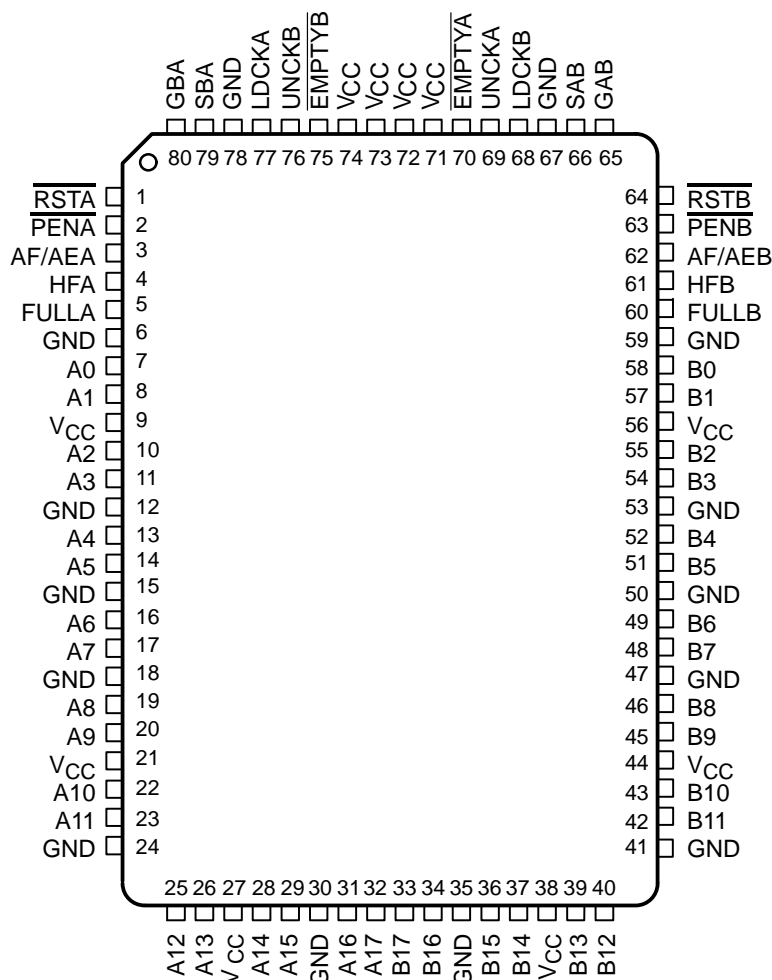 GBA SBA GND LDCKA UNCKB EMPTYB VCC VCC VCC VCC EMPTYA UNCKA LDCKB GND SAB GAB
80 79 78 77 76 75 74 73 72 71 70 69 68 67 66 65
RSTA 1 64 RSTB
PENA 2 63 PENB
AF/AEA 3 62 AF/AEB
HFA 4 61 HFB
FULLA 5 60 FULLB
GND 6 59 GND
A0 7 58 B0
A1 8 57 B1
VCC 9 56 VCC
A2 10 55 B2
A3 11 54 B3
GND 12 53 GND
A4 13 52 B4
A5 14 51 B5
GND 15 50 GND
A6 16 49 B6
A7 17 48 B7
GND 18 47 GND
A8 19 46 B8
A9 20 45 B9
VCC 21 44 VCC
A10 22 43 B10
A11 23 42 B11
GND 24 41 GND
25 26 27 28 29 30 31 32 33 34 35 36 37 38 39 40
A12 A13 VCC A14 A15 GND A16 A17 B17 B16 GND B15 B14 VCC B13 B12